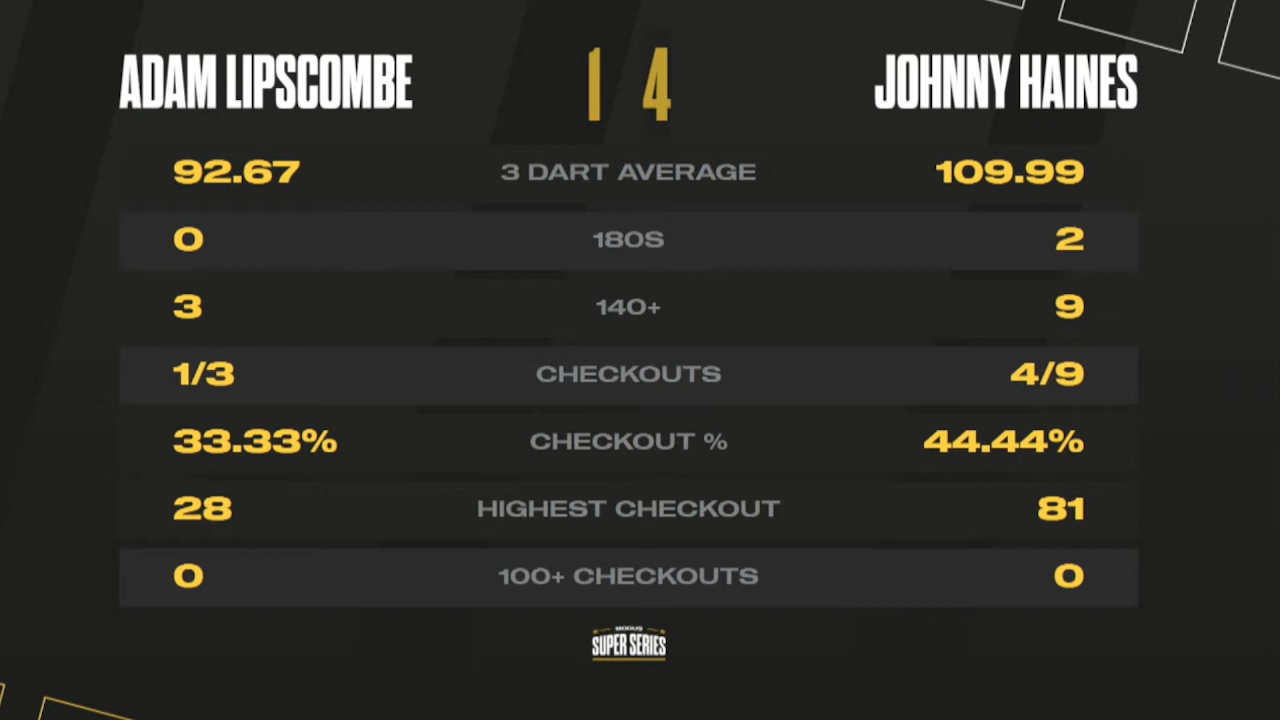 ADAM LIPSCOMBE 1 4 JOHNNY HAINES
92.67 3 DART AVERAGE 109.99
0 180S 2
3 140+ 9
1/3 CHECKOUTS 4/9
33.33% CHECKOUT % 44.44%
28 HIGHEST CHECKOUT 81
0 100+ CHECKOUTS 0
MODUS
SUPER SERIES